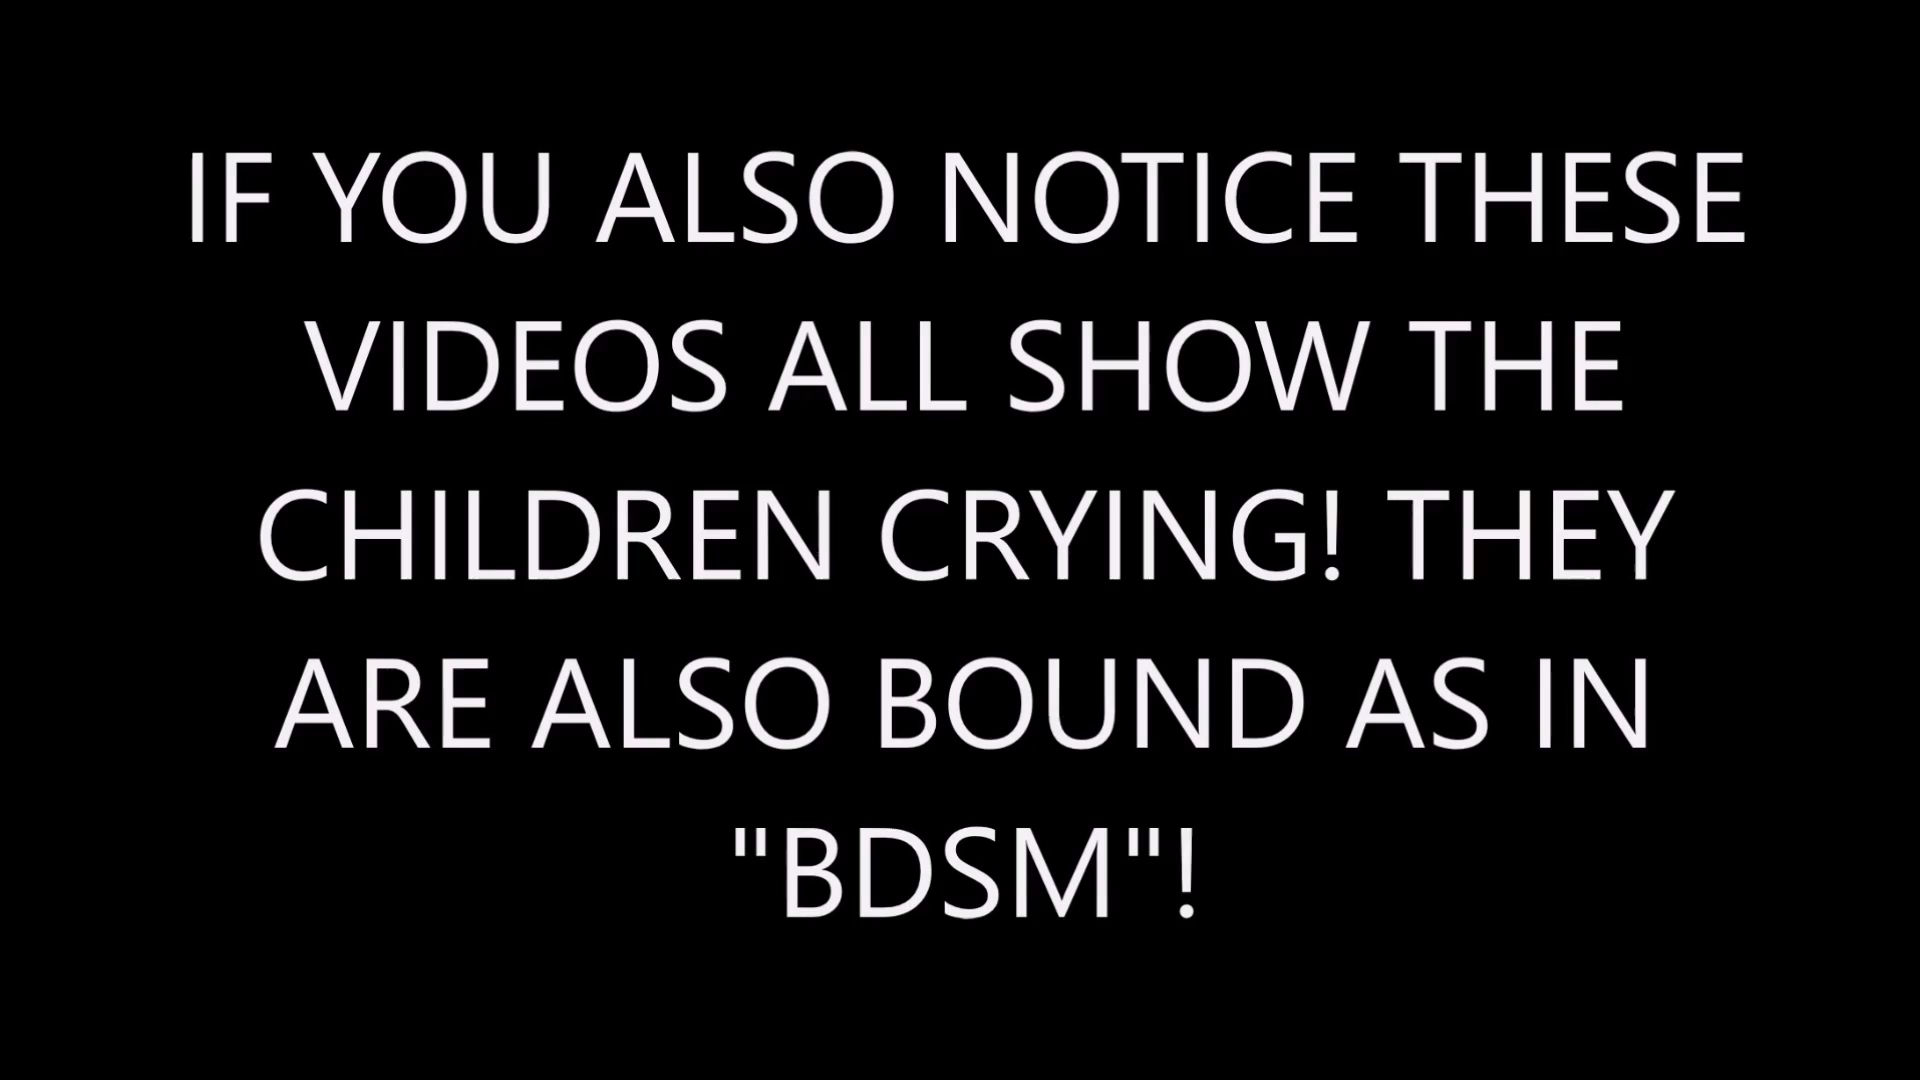 IF YOU ALSO NOTICE THESE
VIDEOS ALL SHOW THE
CHILDREN CRYING! THEY
ARE ALSO BOUND AS IN
"BDSM"!